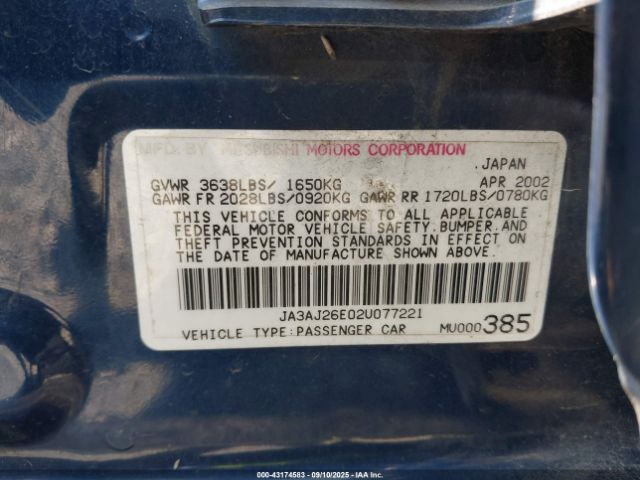 MFG. BY MITSUBISHI MOTORS CORPORATION
JAPAN
GVWR 3638LBS/ 1650KG APR 2002
GAWR FR 2028LBS/0920KG GAWR RR 1720LBS/0780KG
THIS VEHICLE CONFORMS TO ALL APPLICABLE
FEDERAL MOTOR VEHICLE SAFETY.BUMPER.AND
THEFT PREVENTION STANDARDS IN EFFECT ON
THE DATE OF MANUFACTURE SHOWN ABOVE.
JA3AJ26E02U077221
VEHICLE TYPE:PASSENGER CAR MU000385
000-43174583 - 09/10/2025 - IAA Inc.